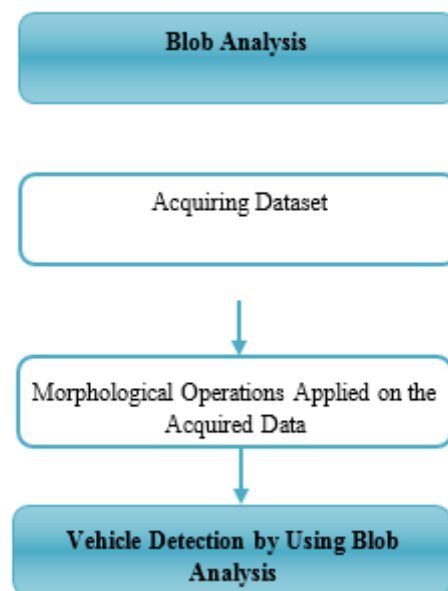 Blob Analysis
Acquiring Dataset
Morphological Operations Applied on the
Acquired Data
Vehicle Detection by Using Blob
Analysis